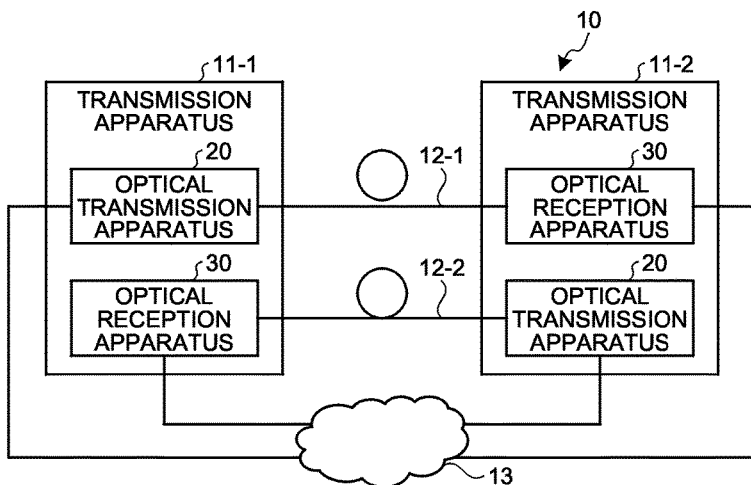 10
11-1
11-2
TRANSMISSION
APPARATUS
TRANSMISSION
APPARATUS
20
OPTICAL
TRANSMISSION
APPARATUS
12-1
30
OPTICAL
RECEPTION
APPARATUS
30
OPTICAL
RECEPTION
APPARATUS
12-2
20
OPTICAL
TRANSMISSION
APPARATUS
13